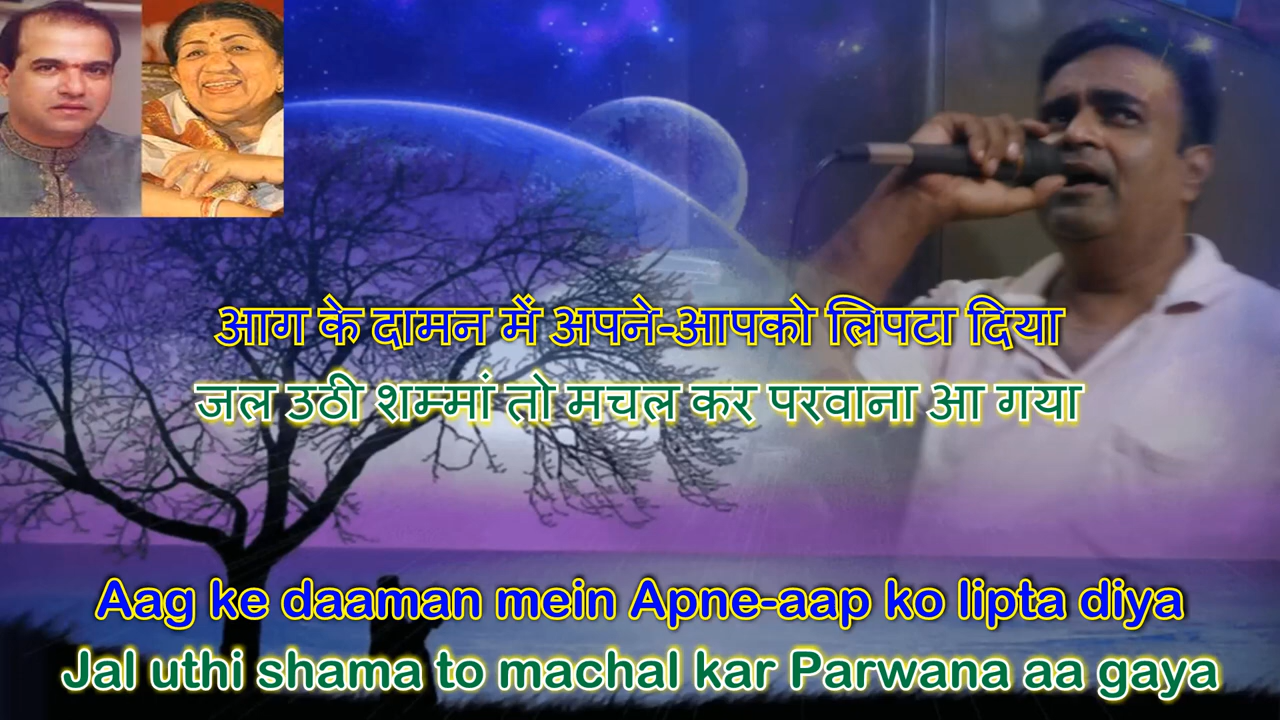 आग के दामन में अपने-आपको लिपटा दिया
जल उठी शम्मां तो मचल कर परवाना आ गया
Aag ke daaman mein Apne-aap ko lipta diya
Jal uthi shama to machal kar Parwana aa gaya